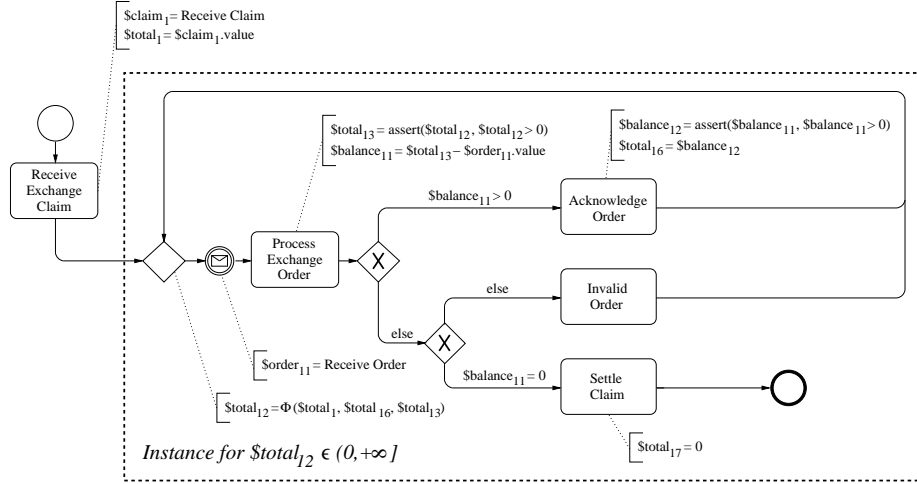 $claim₁ = Receive Claim
$total₁ = $claim₁.value
$total₁₃ = assert($total₁₂, $total₁₂ > 0)
$balance₁₁ = $total₁₃ – $order₁₁.value
$balance₁₂ = assert($balance₁₁, $balance₁₁ > 0)
$total₁₆ = $balance₁₂
Receive
Exchange
Claim
$balance₁₁ > 0
Acknowledge
Order
Process
Exchange
Order
X
else
Invalid
Order
else
X
$order₁₁ = Receive Order
$balance₁₁ = 0
Settle
Claim
$total₁₂ = Φ ($total₁, $total₁₆, $total₁₃)
$total₁₇ = 0
Instance for $total₁₂ ϵ (0,+∞]